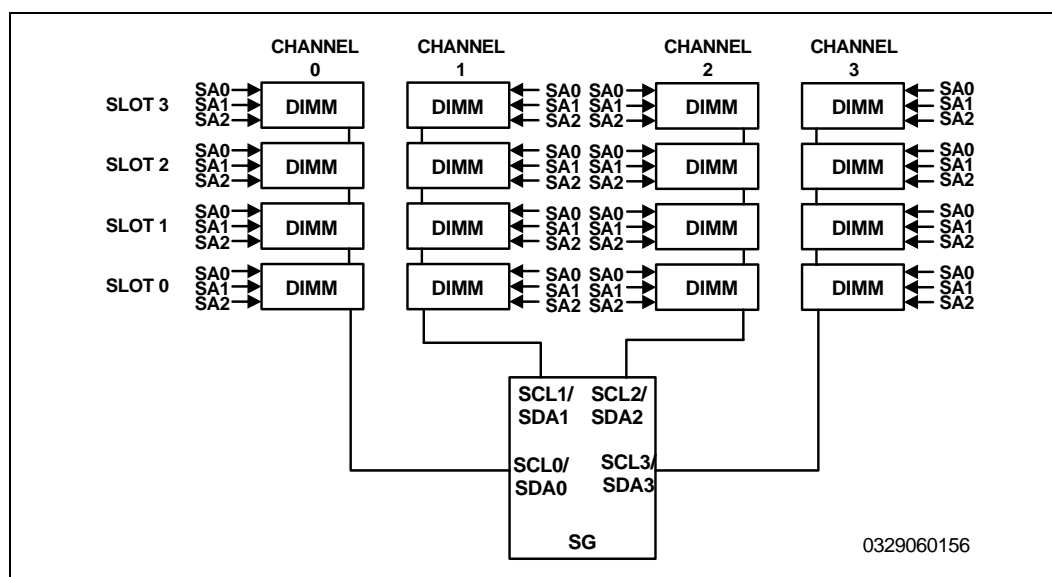 CHANNEL 0
CHANNEL 1
CHANNEL 2
CHANNEL 3
SLOT 3
SA0
SA1
SA2
DIMM
DIMM
SA0 SA0
SA1 SA1
SA2 SA2
DIMM
DIMM
SA0
SA1
SA2
SLOT 2
SA0
SA1
SA2
DIMM
DIMM
SA0 SA0
SA1 SA1
SA2 SA2
DIMM
DIMM
SA0
SA1
SA2
SLOT 1
SA0
SA1
SA2
DIMM
DIMM
SA0 SA0
SA1 SA1
SA2 SA2
DIMM
DIMM
SA0
SA1
SA2
SLOT 0
SA0
SA1
SA2
DIMM
DIMM
SA0 SA0
SA1 SA1
SA2 SA2
DIMM
DIMM
SA0
SA1
SA2
SCL1/
SDA1
SCL2/
SDA2
SCL0/
SDA0
SCL3/
SDA3
SG
0329060156